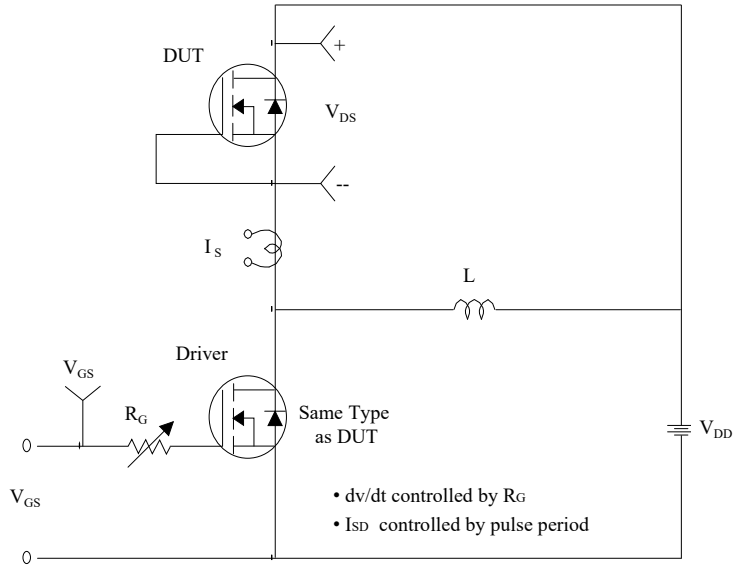 +
DUT
VDS
--
IS
L
Driver
VGS
RG
Same Type
as DUT
VDD
VGS
• dv/dt controlled by RG
• ISD controlled by pulse period